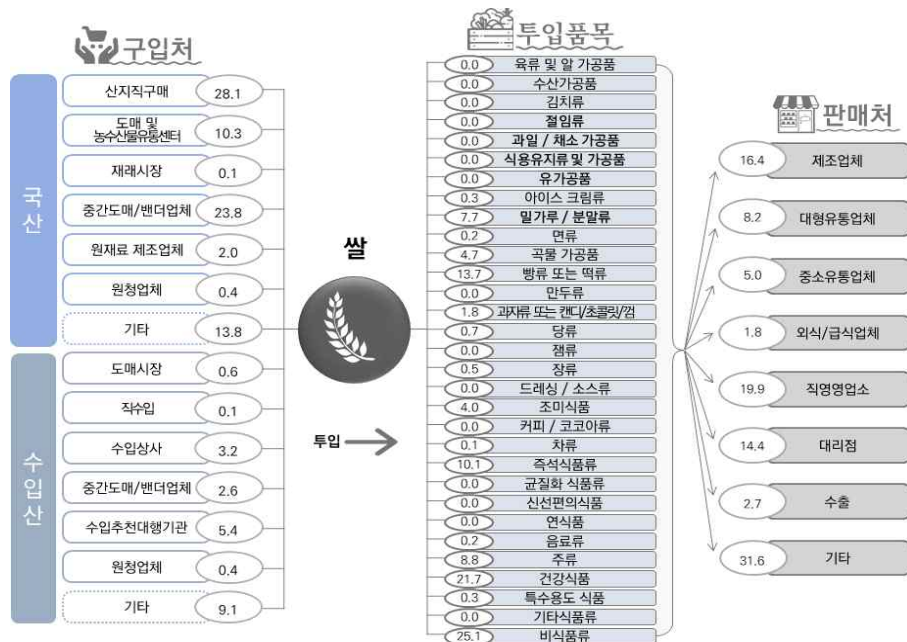 구입처
국산
산지직구매 28.1
도매 및
농수산물유통센터 10.3
재래시장 0.1
중간도매/밴더업체 23.8
원재료 제조업체 2.0
원청업체 0.4
기타 13.8
수입산
도매시장 0.6
직수입 0.1
수입상사 3.2
중간도매/밴더업체 2.6
수입추천대행기관 5.4
원청업체 0.4
기타 9.1
쌀
투입
투입품목
0.0 육류 및 알 가공품
0.0 수산가공품
0.0 김치류
0.0 절임류
0.0 과일 / 채소 가공품
0.0 식용유지류 및 가공품
0.0 유가공품
0.3 아이스 크림류
7.7 밀가루 / 분말류
0.2 면류
4.7 곡물 가공품
13.7 빵류 또는 떡류
0.0 만두류
1.8 과자류 또는 캔디/초콜릿/껌
0.7 당류
0.0 잼류
0.5 장류
0.0 드레싱 / 소스류
4.0 조미식품
0.0 커피 / 코코아류
0.1 차류
10.1 즉석식품류
0.0 균질화 식품류
0.0 신선편의식품
0.0 연식품
0.2 음료류
8.8 주류
21.7 건강식품
0.3 특수용도 식품
0.0 기타식품류
25.1 비식품류
판매처
16.4 제조업체
8.2 대형유통업체
5.0 중소유통업체
1.8 외식/급식업체
19.9 직영영업소
14.4 대리점
2.7 수출
31.6 기타